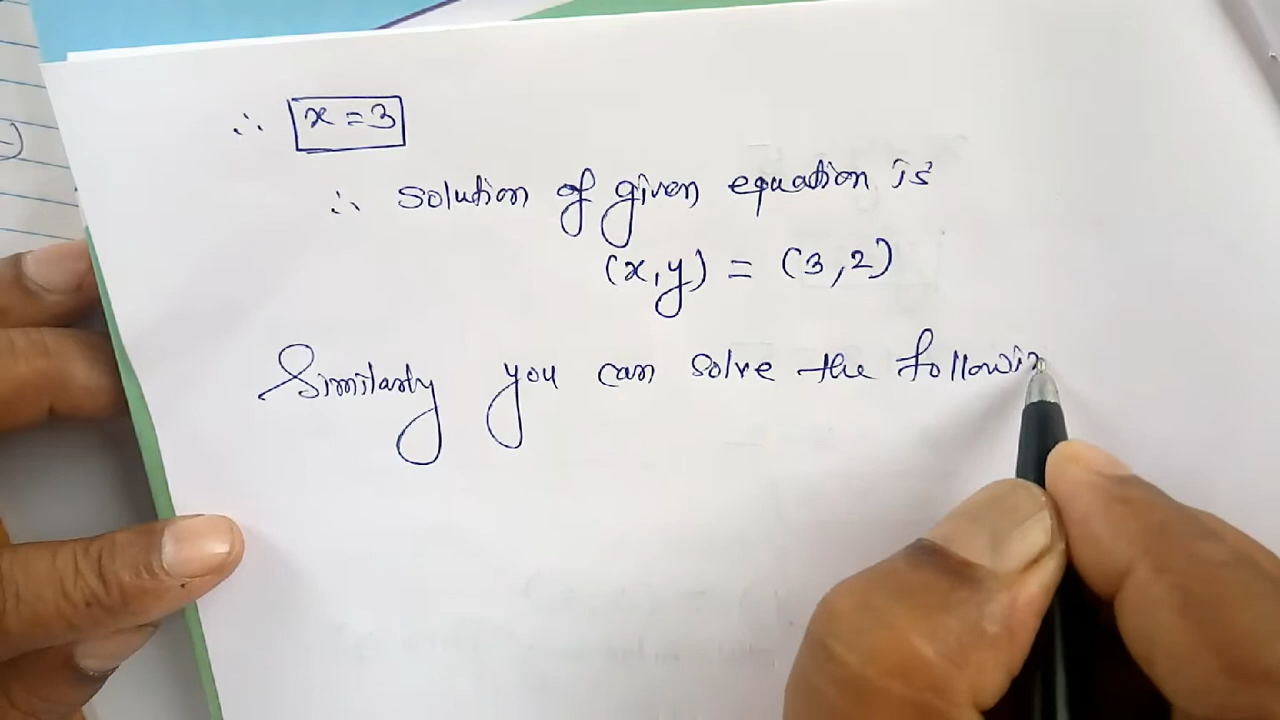 ∴ x = 3
∴ solution of given equation is
(x, y) = (3, 2)
Similarly you can solve the followin